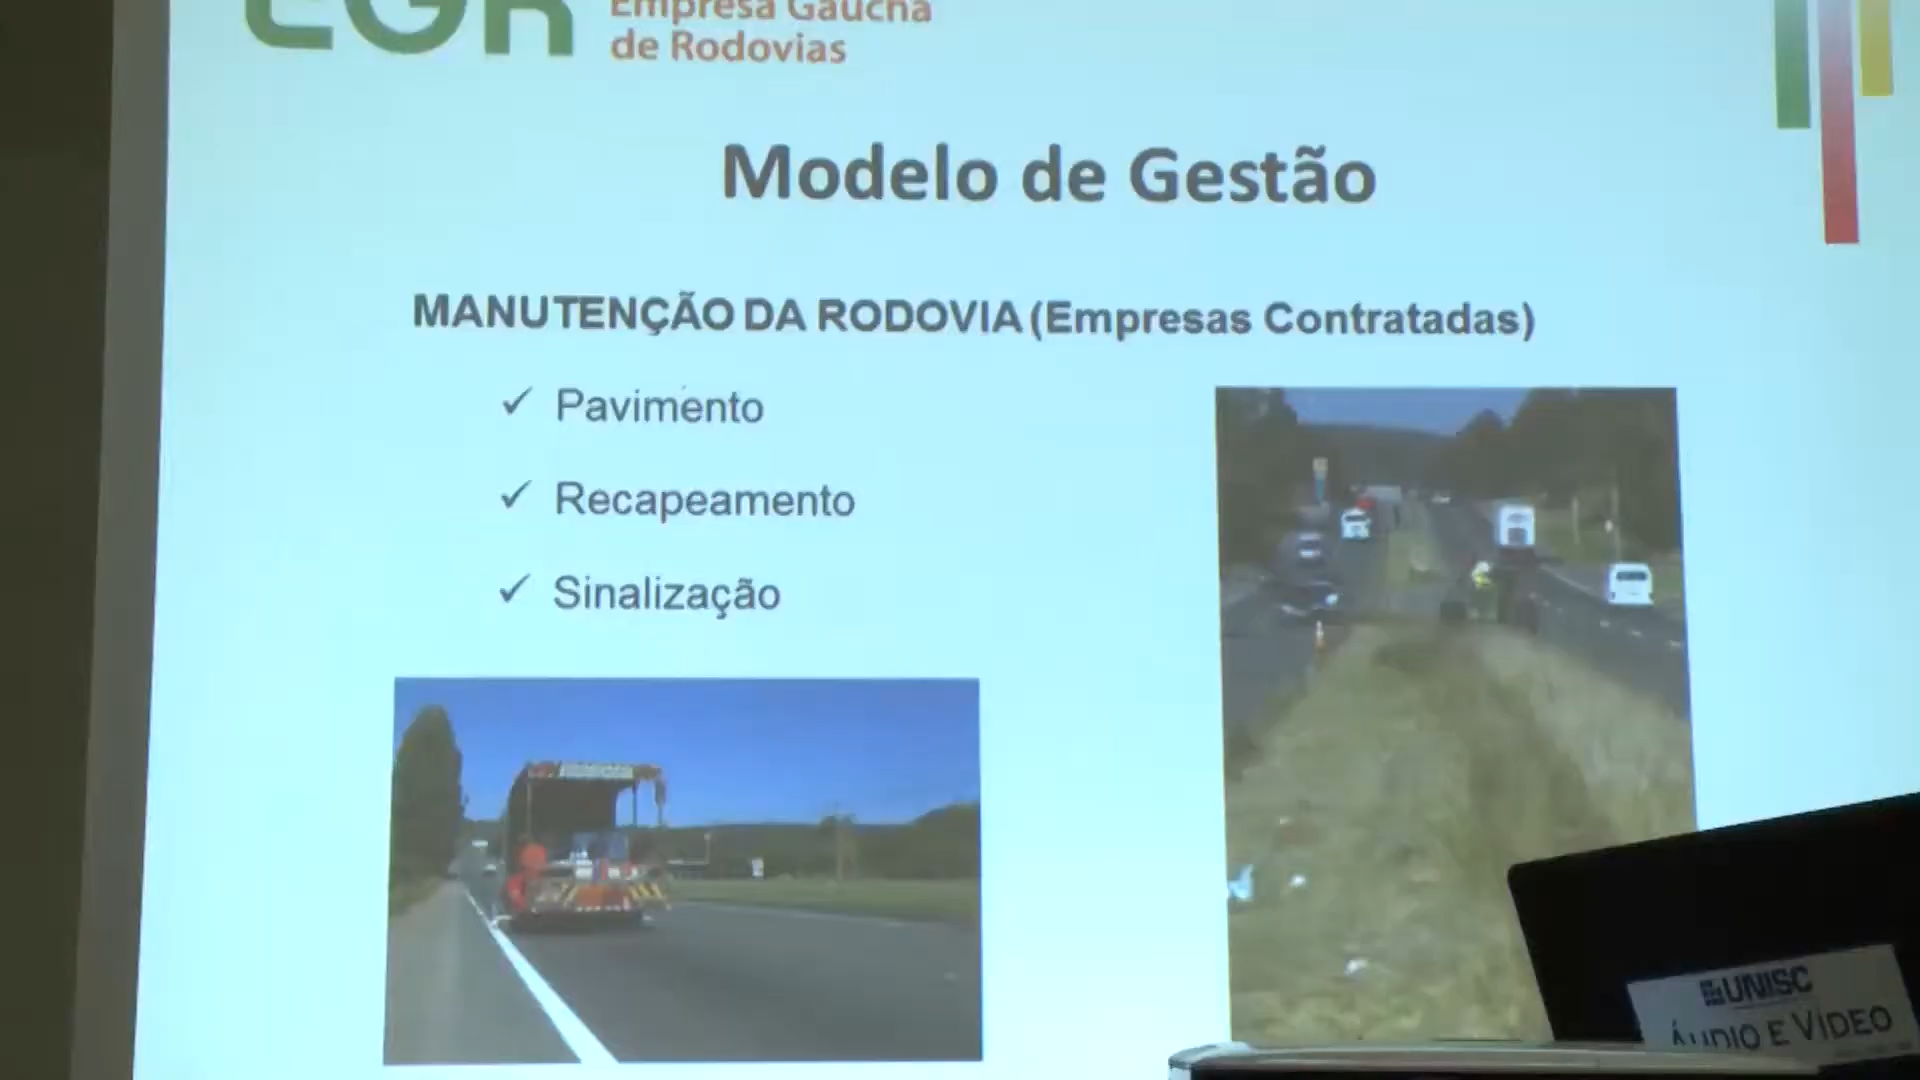 EGR
Empresa Gaúcha
de Rodovias
Modelo de Gestão
MANUTENÇÃO DA RODOVIA (Empresas Contratadas)
✓ Pavimento
✓ Recapeamento
✓ Sinalização
UNISC
ÁUDIO E VÍDEO